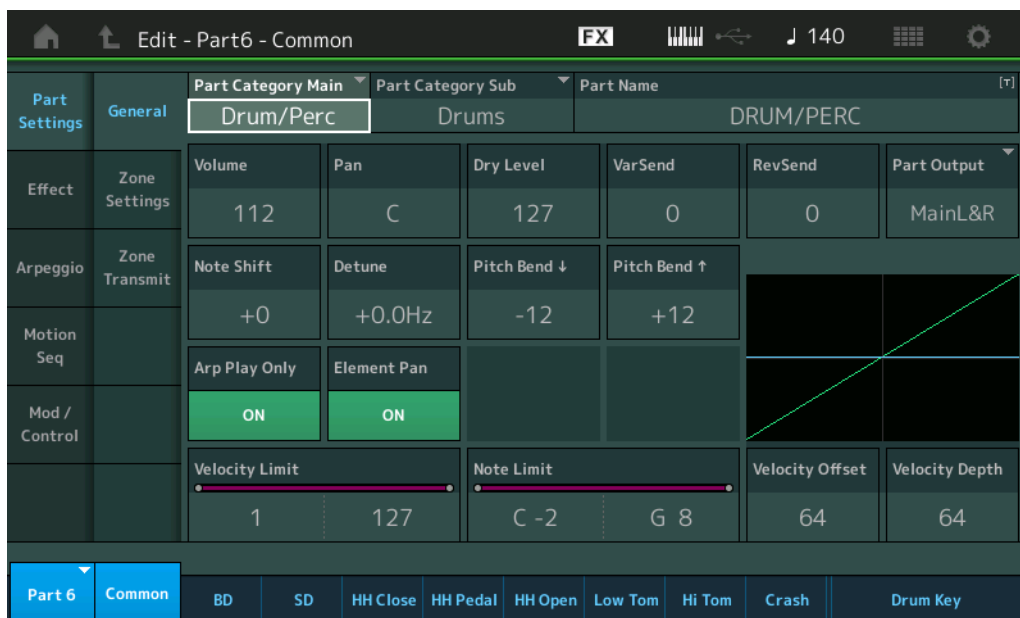 Edit - Part6 - Common
FX
♩ 140
Part Settings
General
Part Category Main
Drum/Perc
Part Category Sub
Drums
Part Name
[T]
DRUM/PERC
Effect
Zone Settings
Volume
112
Pan
C
Dry Level
127
VarSend
0
RevSend
0
Part Output
MainL&R
Arpeggio
Zone Transmit
Note Shift
+0
Detune
+0.0Hz
Pitch Bend ↓
-12
Pitch Bend ↑
+12
Motion Seq
Arp Play Only
ON
Element Pan
ON
Mod / Control
Velocity Limit
1
127
Note Limit
C -2
G 8
Velocity Offset
64
Velocity Depth
64
Part 6
Common
BD
SD
HH Close
HH Pedal
HH Open
Low Tom
Hi Tom
Crash
Drum Key